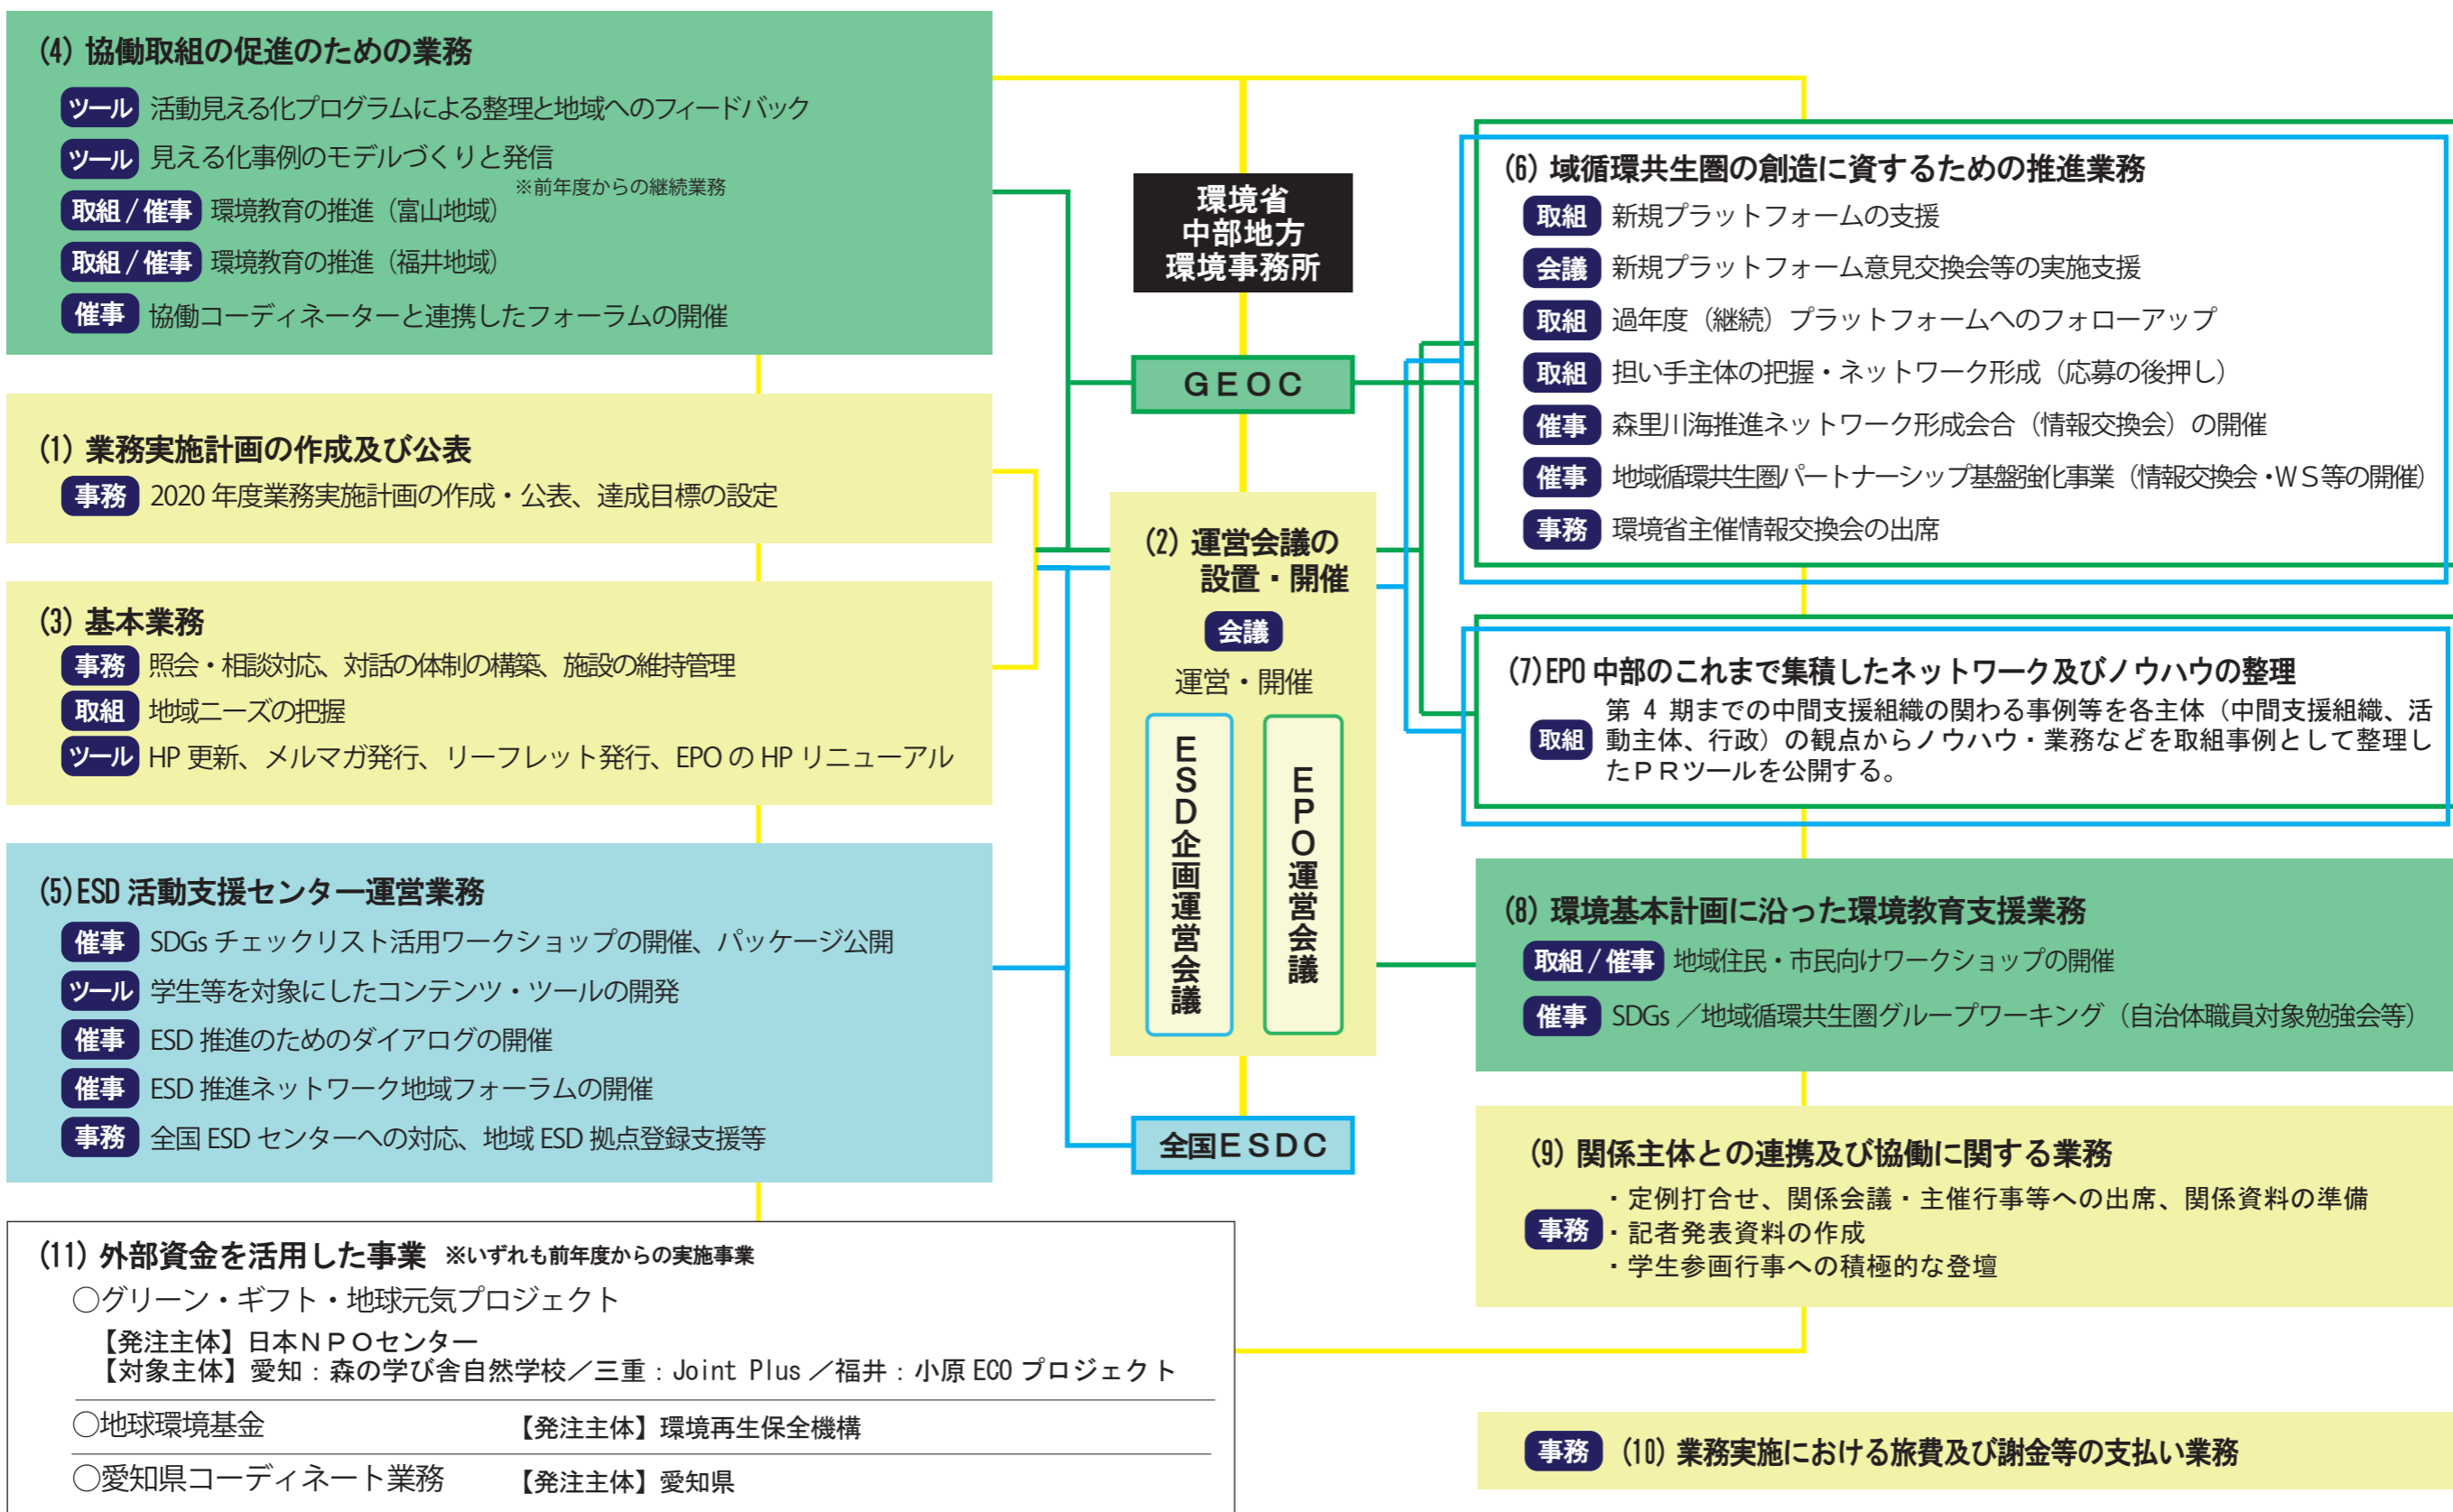 (4) 協働取組の促進のための業務
ツール 活動見える化プログラムによる整理と地域へのフィードバック
ツール 見える化事例のモデルづくりと発信
※前年度からの継続業務
取組 / 催事 環境教育の推進（富山地域）
取組 / 催事 環境教育の推進（福井地域）
催事 協働コーディネーターと連携したフォーラムの開催
(1) 業務実施計画の作成及び公表
事務 2020 年度業務実施計画の作成・公表、達成目標の設定
(3) 基本業務
事務 照会・相談対応、対話の体制の構築、施設の維持管理
取組 地域ニーズの把握
ツール HP 更新、メルマガ発行、リーフレット発行、EPO の HP リニューアル
(5) ESD 活動支援センター運営業務
催事 SDGs チェックリスト活用ワークショップの開催、パッケージ公開
ツール 学生等を対象にしたコンテンツ・ツールの開発
催事 ESD 推進のためのダイアログの開催
催事 ESD 推進ネットワーク地域フォーラムの開催
事務 全国 ESD センターへの対応、地域 ESD 拠点登録支援等
(11) 外部資金を活用した事業 ※いずれも前年度からの実施事業
○グリーン・ギフト・地球元気プロジェクト
【発注主体】日本ＮＰＯセンター
【対象主体】愛知：森の学び舎自然学校／三重：Joint Plus ／福井：小原 ECO プロジェクト
○地球環境基金 【発注主体】環境再生保全機構
○愛知県コーディネート業務 【発注主体】愛知県
環境省
中部地方
環境事務所
ＧＥＯＣ
(2) 運営会議の
設置・開催
会議
運営・開催
ＥＳＤ企画運営会議
ＥＰＯ運営会議
全国ＥＳＤＣ
(6) 域循環共生圏の創造に資するための推進業務
取組 新規プラットフォームの支援
会議 新規プラットフォーム意見交換会等の実施支援
取組 過年度（継続）プラットフォームへのフォローアップ
取組 担い手主体の把握・ネットワーク形成（応募の後押し）
催事 森里川海推進ネットワーク形成会合（情報交換会）の開催
催事 地域循環共生圏パートナーシップ基盤強化事業（情報交換会・ＷＳ等の開催）
事務 環境省主催情報交換会の出席
(7) EPO 中部のこれまで集積したネットワーク及びノウハウの整理
取組 第 4 期までの中間支援組織の関わる事例等を各主体（中間支援組織、活
動主体、行政）の観点からノウハウ・業務などを取組事例として整理し
たＰＲツールを公開する。
(8) 環境基本計画に沿った環境教育支援業務
取組 / 催事 地域住民・市民向けワークショップの開催
催事 SDGs ／地域循環共生圏グループワーキング（自治体職員対象勉強会等）
(9) 関係主体との連携及び協働に関する業務
・定例打合せ、関係会議・主催行事等への出席、関係資料の準備
事務 ・記者発表資料の作成
・学生参画行事への積極的な登壇
事務 (10) 業務実施における旅費及び謝金等の支払い業務